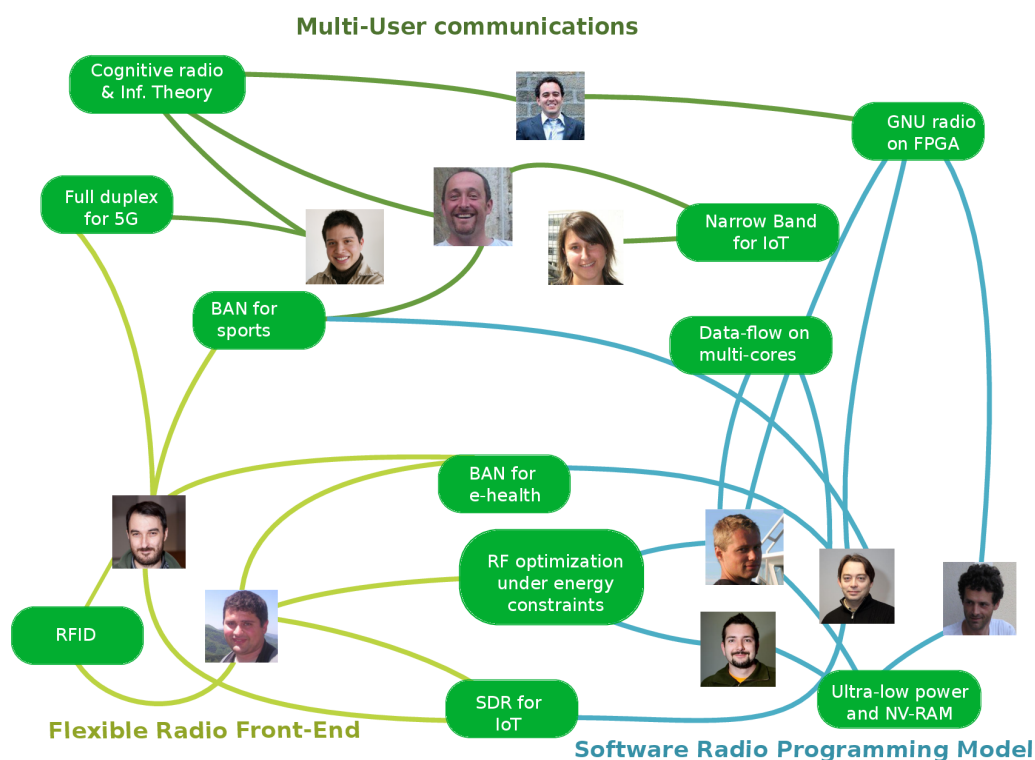 Multi-User communications
Cognitive radio
& Inf. Theory
GNU radio
on FPGA
Full duplex
for 5G
Narrow Band
for IoT
BAN for
sports
Data-flow on
multi-cores
BAN for
e-health
RF optimization
under energy
constraints
RFID
SDR for
IoT
Ultra-low power
and NV-RAM
Flexible Radio Front-End
Software Radio Programming Model